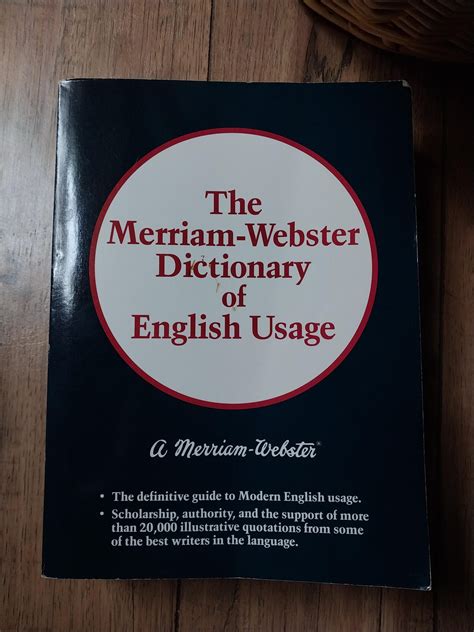 The
Merriam-Webster
Dictionary
of
English Usage
A Merriam-Webster®
• The definitive guide to Modern English usage.
• Scholarship, authority, and the support of more
than 20,000 illustrative quotations from some
of the best writers in the language.